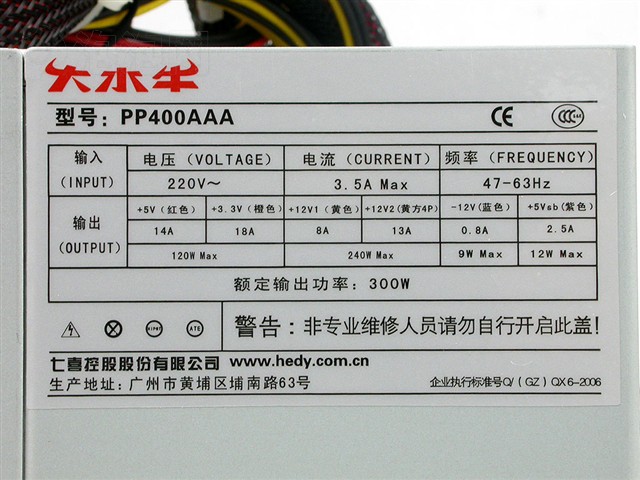 大水牛
型号: PP400AAA CE CCC
输入 电压 (VOLTAGE) 电流 (CURRENT) 频率 (FREQUENCY)
(INPUT) 220V～ 3.5A Max 47-63Hz
输出 +5V (红色) +3.3V (橙色) +12V1 (黄色) +12V2 (黄方4P) -12V (蓝色) +5Vsb (紫色)
(OUTPUT) 14A 18A 8A 13A 0.8A 2.5A
120W Max 240W Max 9W Max 12W Max
额定输出功率: 300W
HIPOT ATE 警告: 非专业维修人员请勿自行开启此盖!
七喜控股股份有限公司 www.hedy.com.cn
生产地址: 广州市黄埔区埔南路63号 企业执行标准号Q/(GZ) QX6-2006